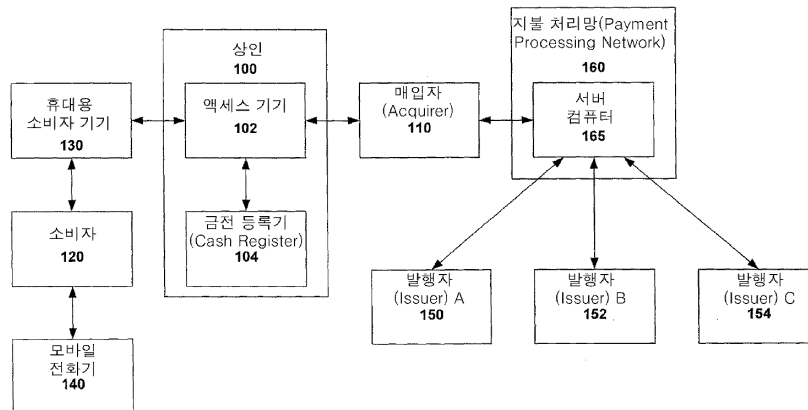 상인
100
휴대용
소비자 기기
130
액세스 기기
102
금전 등록기
(Cash Register)
104
소비자
120
모바일
전화기
140
매입자
(Acquirer)
110
지불 처리망(Payment
Processing Network)
160
서버
컴퓨터
165
발행자
(Issuer) A
150
발행자
(Issuer) B
152
발행자
(Issuer) C
154